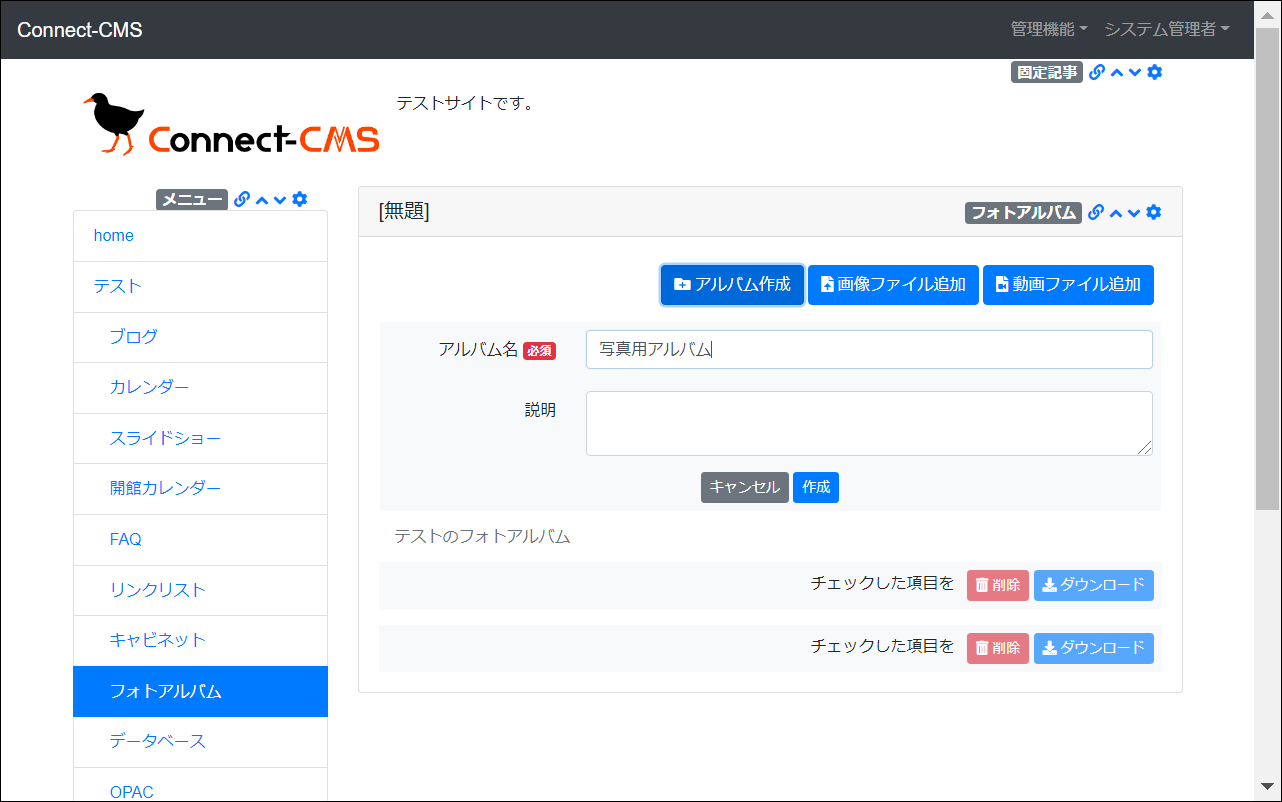 Connect-CMS
管理機能 システム管理者
固定記事
Connect-CMS
テストサイトです。
メニュー
home
テスト
ブログ
カレンダー
スライドショー
開館カレンダー
FAQ
リンクリスト
キャビネット
フォトアルバム
データベース
OPAC
[無題]
フォトアルバム
アルバム作成 画像ファイル追加 動画ファイル追加
アルバム名 必須 写真用アルバム
説明
キャンセル 作成
テストのフォトアルバム
チェックした項目を 削除 ダウンロード
チェックした項目を 削除 ダウンロード